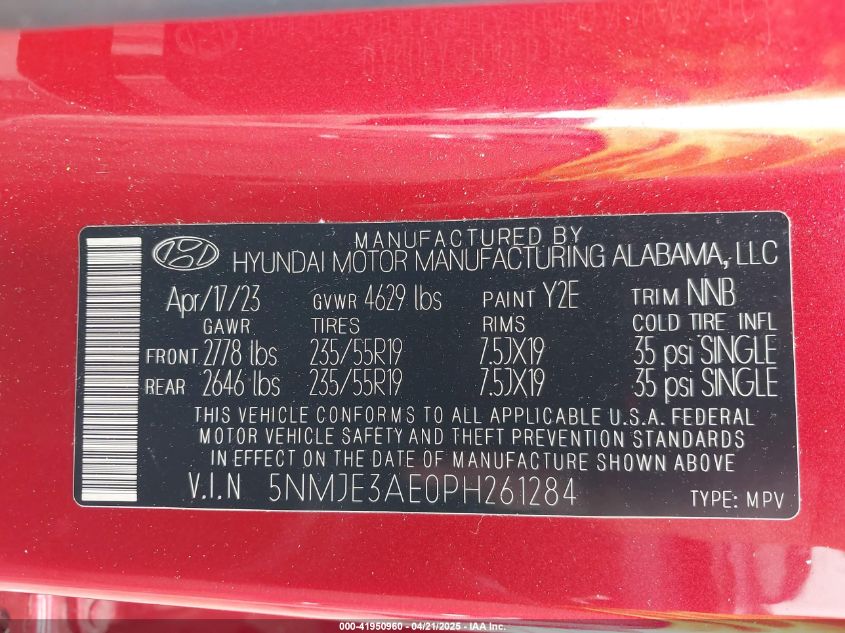 MANUFACTURED BY
HYUNDAI MOTOR MANUFACTURING ALABAMA, LLC
Apr/17/23 GVWR 4629 lbs PAINT Y2E TRIM NNB
GAWR TIRES RIMS COLD TIRE INFL
FRONT 2778 lbs 235/55R19 7.5JX19 35 psi SINGLE
REAR 2646 lbs 235/55R19 7.5JX19 35 psi SINGLE
THIS VEHICLE CONFORMS TO ALL APPLICABLE U.S.A. FEDERAL
MOTOR VEHICLE SAFETY AND THEFT PREVENTION STANDARDS
IN EFFECT ON THE DATE OF MANUFACTURE SHOWN ABOVE.
V.I.N 5NMJE3AE0PH261284 TYPE: MPV
000-41950960 - 04/21/2025 - IAA Inc.